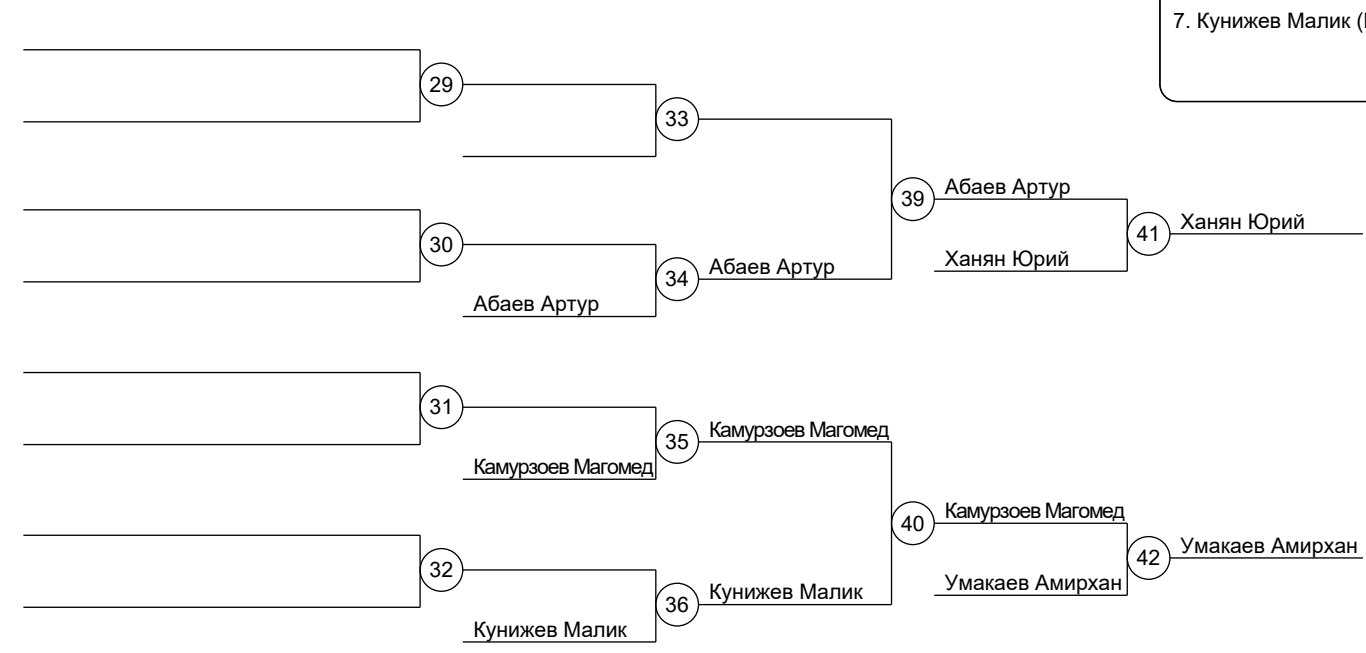 7. Кунижев Малик (
29
33
Абаев Артур
39
Ханян Юрий
41
Ханян Юрий
30
Абаев Артур
34
Абаев Артур
31
Камурзоев Магомед
35
Камурзоев Магомед
Камурзоев Магомед
40
Умакаев Амирхан
42
Умакаев Амирхан
32
Кунижев Малик
36
Кунижев Малик